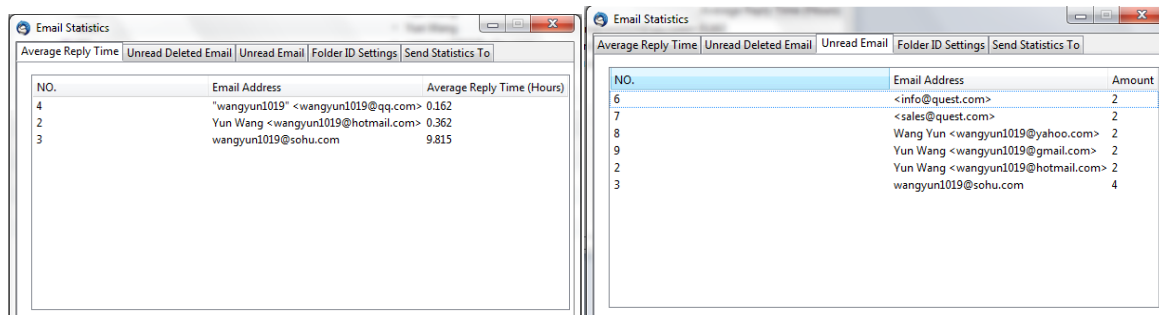 Email Statistics
Average Reply Time Unread Deleted Email Unread Email Folder ID Settings Send Statistics To
NO. Email Address Average Reply Time (Hours)
4 "wangyun1019" <wangyun1019@qq.com> 0.162
2 Yun Wang <wangyun1019@hotmail.com> 0.362
3 wangyun1019@sohu.com 9.815
Email Statistics
Average Reply Time Unread Deleted Email Unread Email Folder ID Settings Send Statistics To
NO. Email Address Amount
6 <info@quest.com> 2
7 <sales@quest.com> 2
8 Wang Yun <wangyun1019@yahoo.com> 2
9 Yun Wang <wangyun1019@gmail.com> 2
2 Yun Wang <wangyun1019@hotmail.com> 2
3 wangyun1019@sohu.com 4